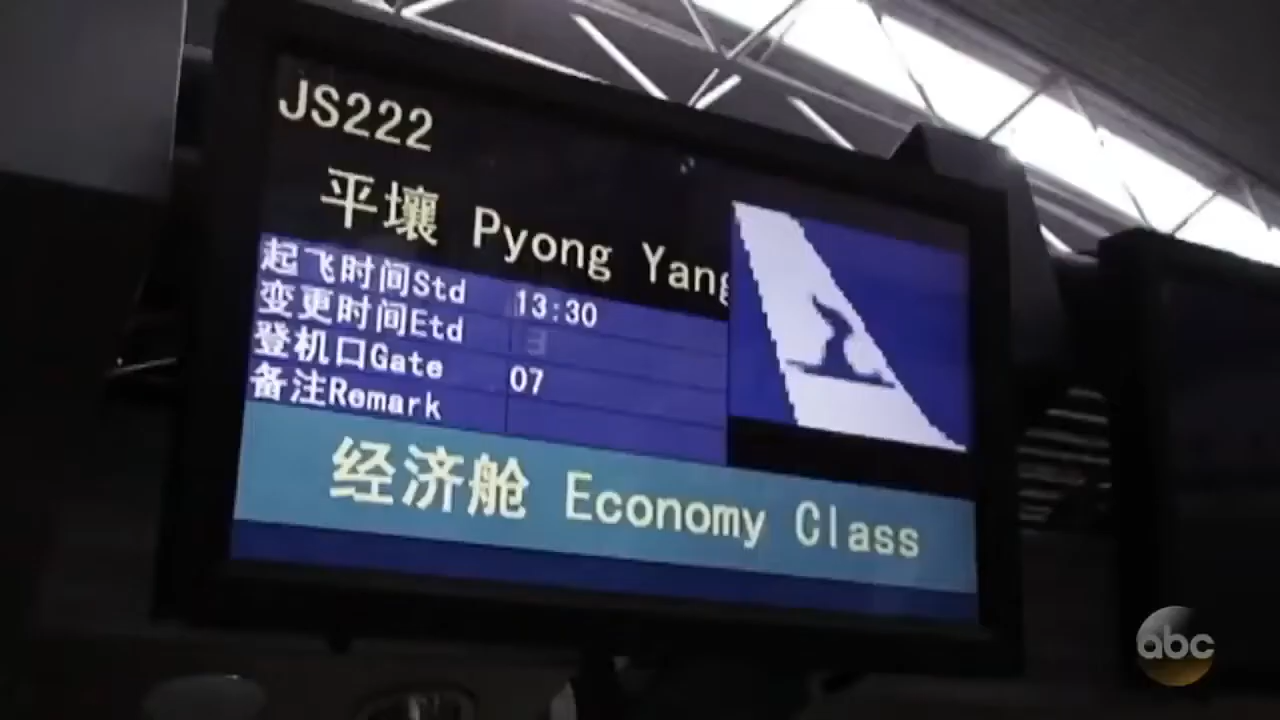 JS222
平壤 Pyong Yang
起飞时间Std 13:30
变更时间Etd
登机口Gate 07
备注Remark
经济舱 Economy Class
abc